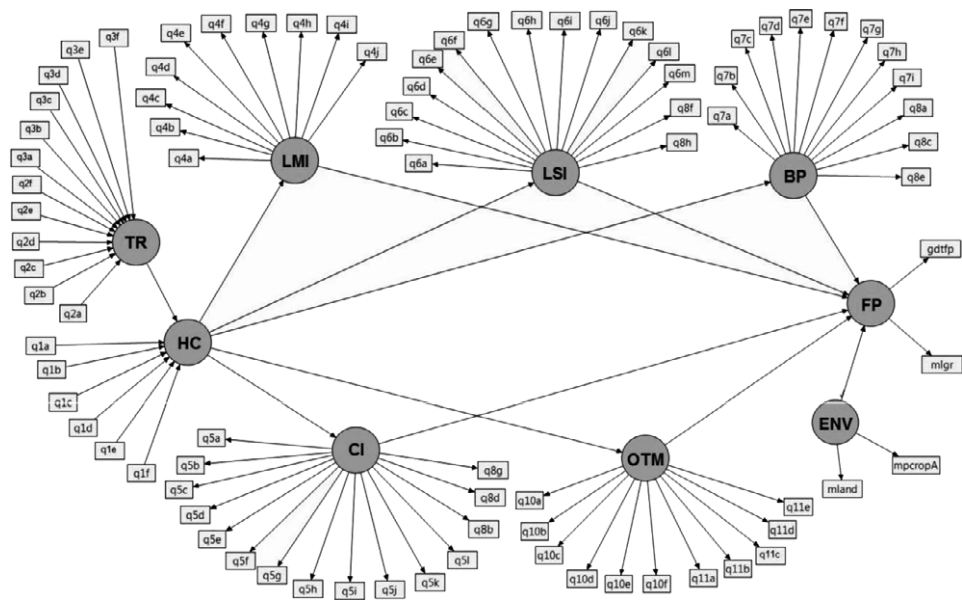 q3f
q3e
q3d
q3c
q3b
q3a
q2f
q2e
q2d
q2c
q2b
q2a
TR
q4a
q4b
q4c
q4d
q4e
q4f
q4g
q4h
q4i
q4j
LMI
q6a
q6b
q6c
q6d
q6e
q6f
q6g
q6h
q6i
q6j
q6k
q6l
q6m
q8f
q8h
LSI
q7a
q7b
q7c
q7d
q7e
q7f
q7g
q7h
q7i
q8a
q8c
q8e
BP
gdtfp
FP
mlgr
HC
q1a
q1b
q1c
q1d
q1e
q1f
CI
q5a
q5b
q5c
q5d
q5e
q5f
q5g
q5h
q5i
q5j
q5k
q5l
q8b
q8d
q8g
OTM
q10a
q10b
q10c
q10d
q10e
q10f
q11a
q11b
q11c
q11d
q11e
ENV
mland
mpcropA